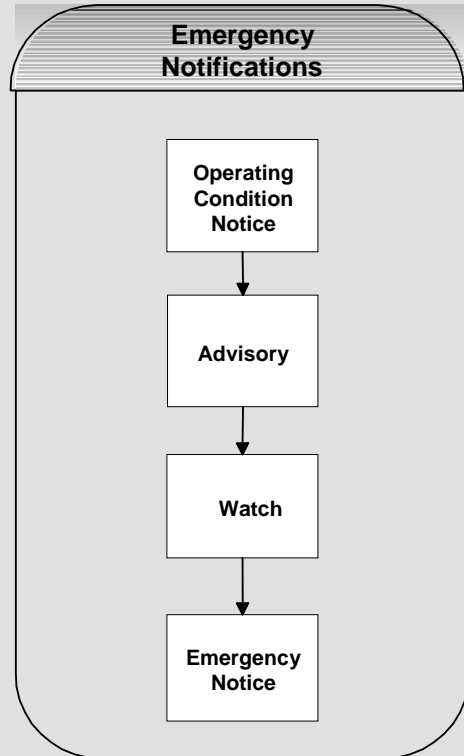 Emergency
Notifications
Operating
Condition
Notice
Advisory
Watch
Emergency
Notice